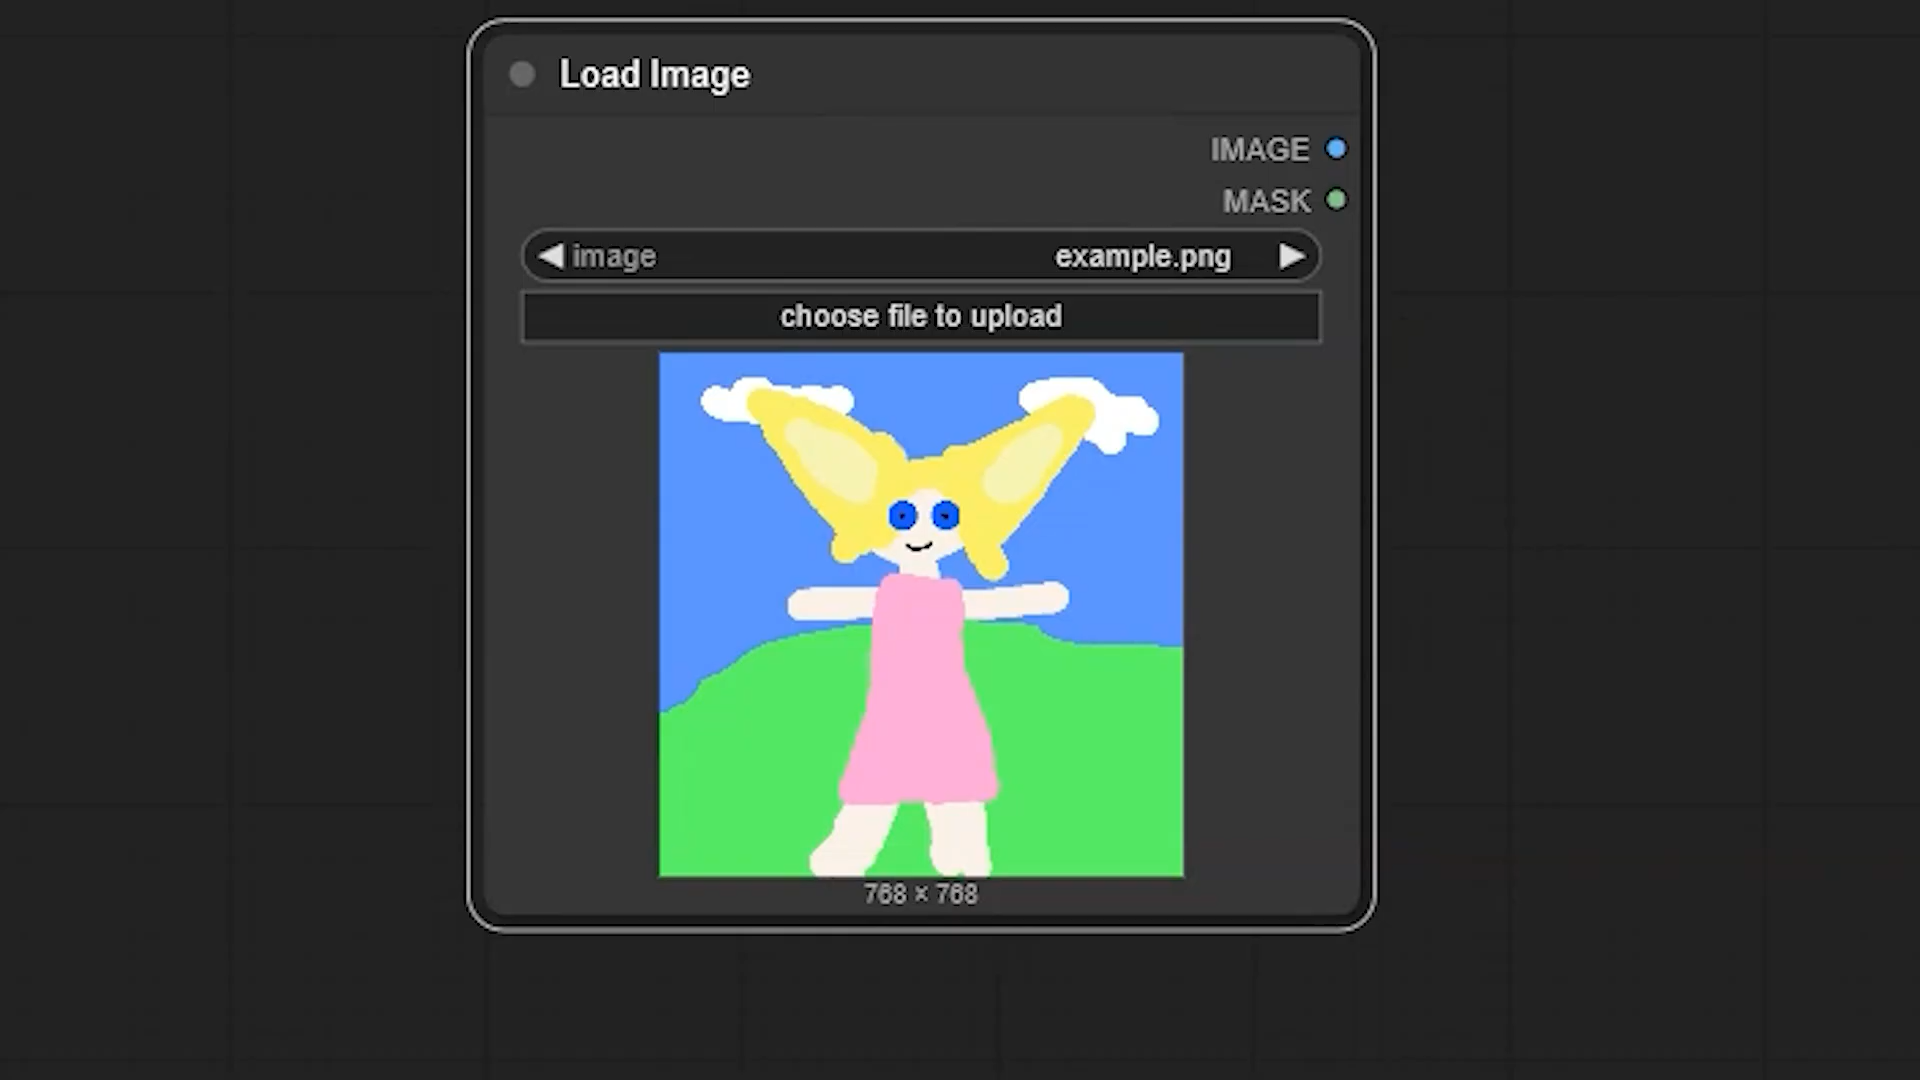 Load Image
IMAGE
MASK
image example.png
choose file to upload
768 × 768